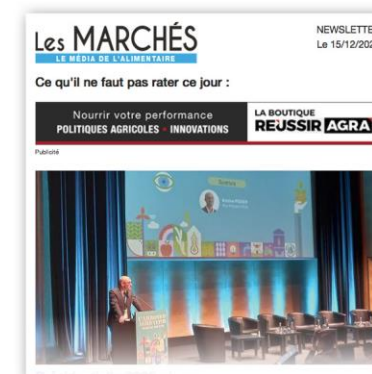 Les MARCHÉS
LE MÉDIA DE L'ALIMENTAIRE
NEWSLETTE
Le 15/12/202
Ce qu'il ne faut pas rater ce jour :
Nourrir votre performance
POLITIQUES AGRICOLES • INNOVATIONS
LA BOUTIQUE
RÉUSSIR AGRA
Publicité